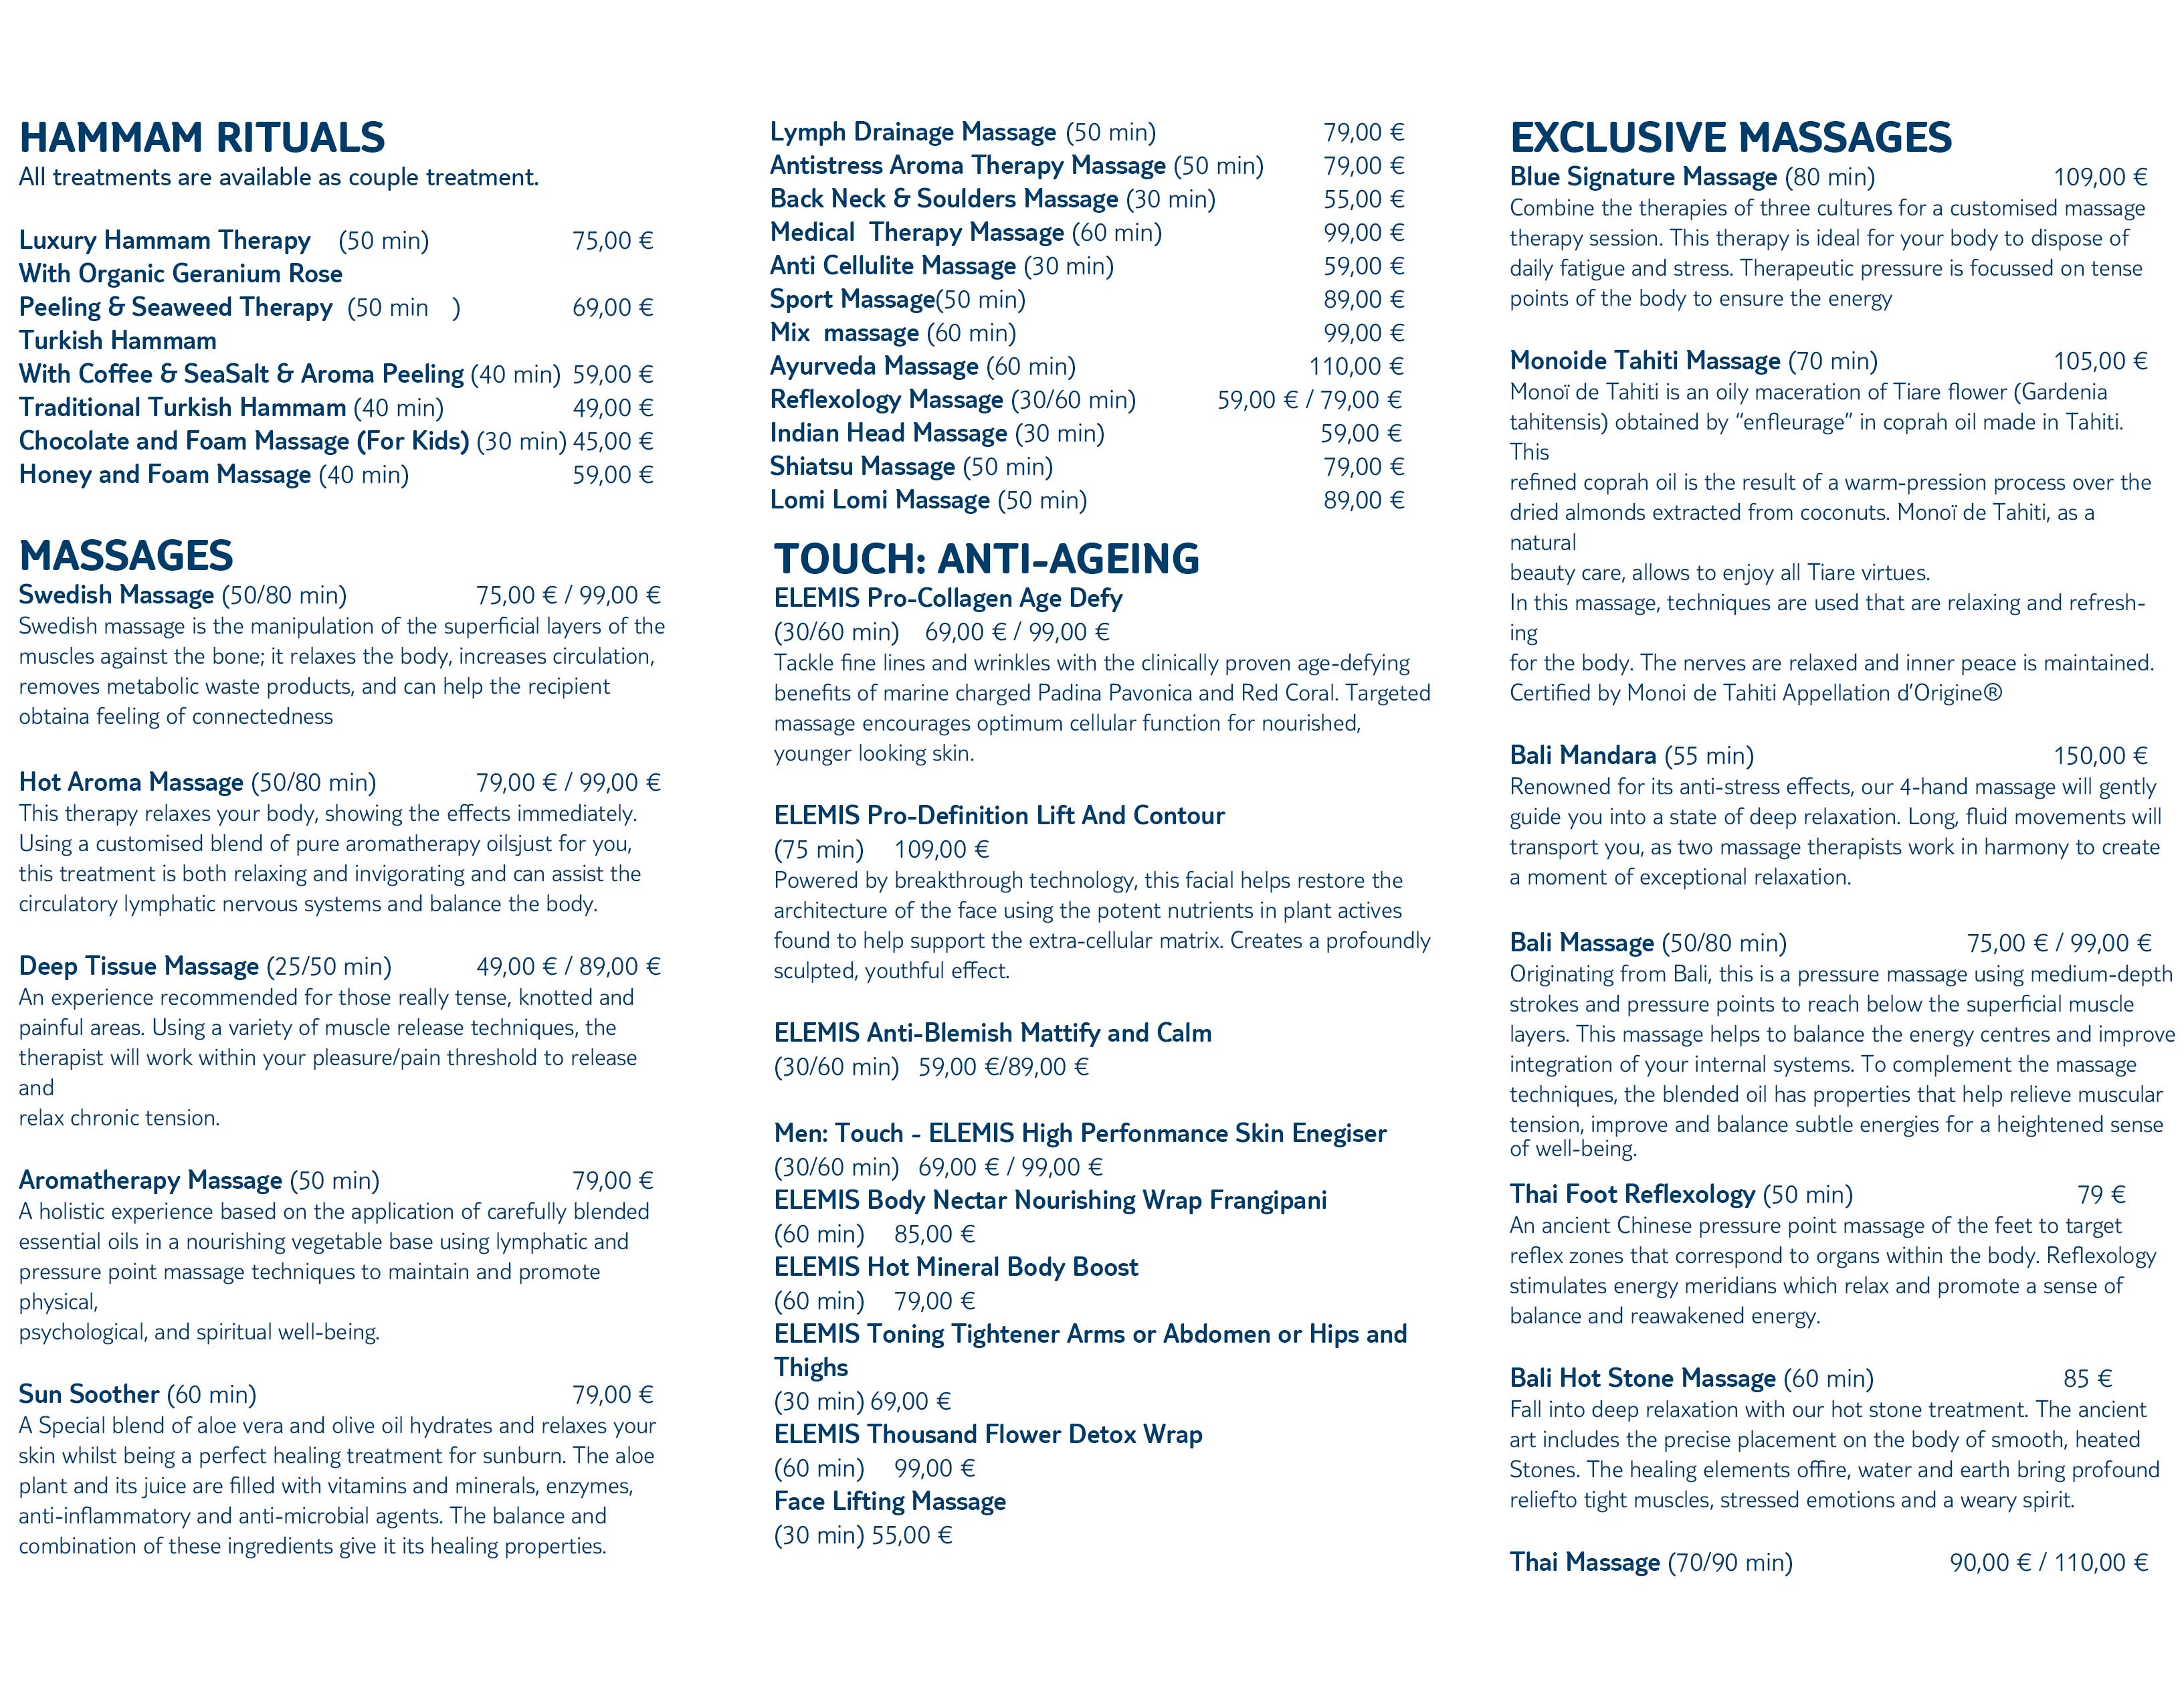 HAMMAM RITUALS
All treatments are available as couple treatment.
Luxury Hammam Therapy (50 min) 75,00 €
With Organic Geranium Rose
Peeling & Seaweed Therapy (50 min ) 69,00 €
Turkish Hammam
With Coffee & SeaSalt & Aroma Peeling (40 min) 59,00 €
Traditional Turkish Hammam (40 min) 49,00 €
Chocolate and Foam Massage (For Kids) (30 min) 45,00 €
Honey and Foam Massage (40 min) 59,00 €
MASSAGES
Swedish Massage (50/80 min) 75,00 € / 99,00 €
Swedish massage is the manipulation of the superficial layers of the
muscles against the bone; it relaxes the body, increases circulation,
removes metabolic waste products, and can help the recipient
obtaina feeling of connectedness
Hot Aroma Massage (50/80 min) 79,00 € / 99,00 €
This therapy relaxes your body, showing the effects immediately.
Using a customised blend of pure aromatherapy oilsjust for you,
this treatment is both relaxing and invigorating and can assist the
circulatory lymphatic nervous systems and balance the body.
Deep Tissue Massage (25/50 min) 49,00 € / 89,00 €
An experience recommended for those really tense, knotted and
painful areas. Using a variety of muscle release techniques, the
therapist will work within your pleasure/pain threshold to release
and
relax chronic tension.
Aromatherapy Massage (50 min) 79,00 €
A holistic experience based on the application of carefully blended
essential oils in a nourishing vegetable base using lymphatic and
pressure point massage techniques to maintain and promote
physical,
psychological, and spiritual well-being.
Sun Soother (60 min) 79,00 €
A Special blend of aloe vera and olive oil hydrates and relaxes your
skin whilst being a perfect healing treatment for sunburn. The aloe
plant and its juice are filled with vitamins and minerals, enzymes,
anti-inflammatory and anti-microbial agents. The balance and
combination of these ingredients give it its healing properties.
Lymph Drainage Massage (50 min) 79,00 €
Antistress Aroma Therapy Massage (50 min) 79,00 €
Back Neck & Soulders Massage (30 min) 55,00 €
Medical Therapy Massage (60 min) 99,00 €
Anti Cellulite Massage (30 min) 59,00 €
Sport Massage(50 min) 89,00 €
Mix massage (60 min) 99,00 €
Ayurveda Massage (60 min) 110,00 €
Reflexology Massage (30/60 min) 59,00 € / 79,00 €
Indian Head Massage (30 min) 59,00 €
Shiatsu Massage (50 min) 79,00 €
Lomi Lomi Massage (50 min) 89,00 €
TOUCH: ANTI-AGEING
ELEMIS Pro-Collagen Age Defy
(30/60 min) 69,00 € / 99,00 €
Tackle fine lines and wrinkles with the clinically proven age-defying
benefits of marine charged Padina Pavonica and Red Coral. Targeted
massage encourages optimum cellular function for nourished,
younger looking skin.
ELEMIS Pro-Definition Lift And Contour
(75 min) 109,00 €
Powered by breakthrough technology, this facial helps restore the
architecture of the face using the potent nutrients in plant actives
found to help support the extra-cellular matrix. Creates a profoundly
sculpted, youthful effect.
ELEMIS Anti-Blemish Mattify and Calm
(30/60 min) 59,00 €/89,00 €
Men: Touch - ELEMIS High Perfonmance Skin Enegiser
(30/60 min) 69,00 € / 99,00 €
ELEMIS Body Nectar Nourishing Wrap Frangipani
(60 min) 85,00 €
ELEMIS Hot Mineral Body Boost
(60 min) 79,00 €
ELEMIS Toning Tightener Arms or Abdomen or Hips and
Thighs
(30 min) 69,00 €
ELEMIS Thousand Flower Detox Wrap
(60 min) 99,00 €
Face Lifting Massage
(30 min) 55,00 €
EXCLUSIVE MASSAGES
Blue Signature Massage (80 min) 109,00 €
Combine the therapies of three cultures for a customised massage
therapy session. This therapy is ideal for your body to dispose of
daily fatigue and stress. Therapeutic pressure is focussed on tense
points of the body to ensure the energy
Monoide Tahiti Massage (70 min) 105,00 €
Monoï de Tahiti is an oily maceration of Tiare flower (Gardenia
tahitensis) obtained by “enfleurage” in coprah oil made in Tahiti.
This
refined coprah oil is the result of a warm-pression process over the
dried almonds extracted from coconuts. Monoï de Tahiti, as a
natural
beauty care, allows to enjoy all Tiare virtues.
In this massage, techniques are used that are relaxing and refresh-
ing
for the body. The nerves are relaxed and inner peace is maintained.
Certified by Monoi de Tahiti Appellation d’Origine®
Bali Mandara (55 min) 150,00 €
Renowned for its anti-stress effects, our 4-hand massage will gently
guide you into a state of deep relaxation. Long, fluid movements will
transport you, as two massage therapists work in harmony to create
a moment of exceptional relaxation.
Bali Massage (50/80 min) 75,00 € / 99,00 €
Originating from Bali, this is a pressure massage using medium-depth
strokes and pressure points to reach below the superficial muscle
layers. This massage helps to balance the energy centres and improve
integration of your internal systems. To complement the massage
techniques, the blended oil has properties that help relieve muscular
tension, improve and balance subtle energies for a heightened sense
of well-being.
Thai Foot Reflexology (50 min) 79 €
An ancient Chinese pressure point massage of the feet to target
reflex zones that correspond to organs within the body. Reflexology
stimulates energy meridians which relax and promote a sense of
balance and reawakened energy.
Bali Hot Stone Massage (60 min) 85 €
Fall into deep relaxation with our hot stone treatment. The ancient
art includes the precise placement on the body of smooth, heated
Stones. The healing elements offire, water and earth bring profound
reliefto tight muscles, stressed emotions and a weary spirit.
Thai Massage (70/90 min) 90,00 € / 110,00 €